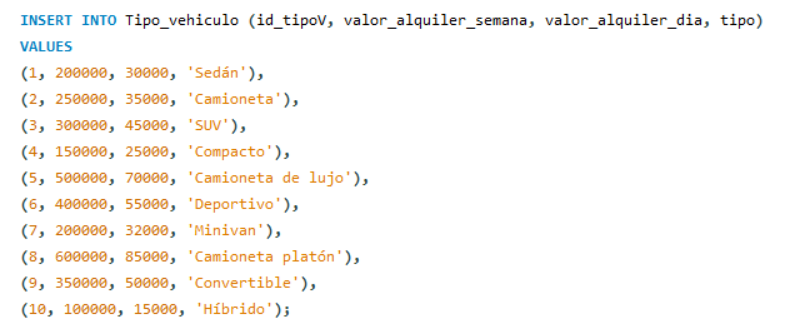 INSERT INTO Tipo_vehiculo (id_tipoV, valor_alquiler_semana, valor_alquiler_dia, tipo)
VALUES
(1, 200000, 30000, 'Sedán'),
(2, 250000, 35000, 'Camioneta'),
(3, 300000, 45000, 'SUV'),
(4, 150000, 25000, 'Compacto'),
(5, 500000, 70000, 'Camioneta de lujo'),
(6, 400000, 55000, 'Deportivo'),
(7, 200000, 32000, 'Minivan'),
(8, 600000, 85000, 'Camioneta platón'),
(9, 350000, 50000, 'Convertible'),
(10, 100000, 15000, 'Híbrido');